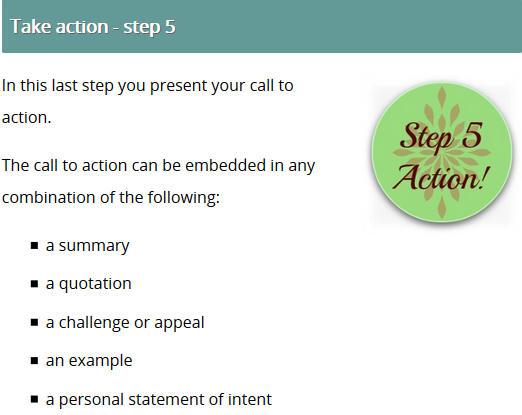 Take action - step 5
In this last step you present your call to
action.
The call to action can be embedded in any
combination of the following:
a summary
a quotation
a challenge or appeal
an example
a personal statement of intent
Step 5
Action!